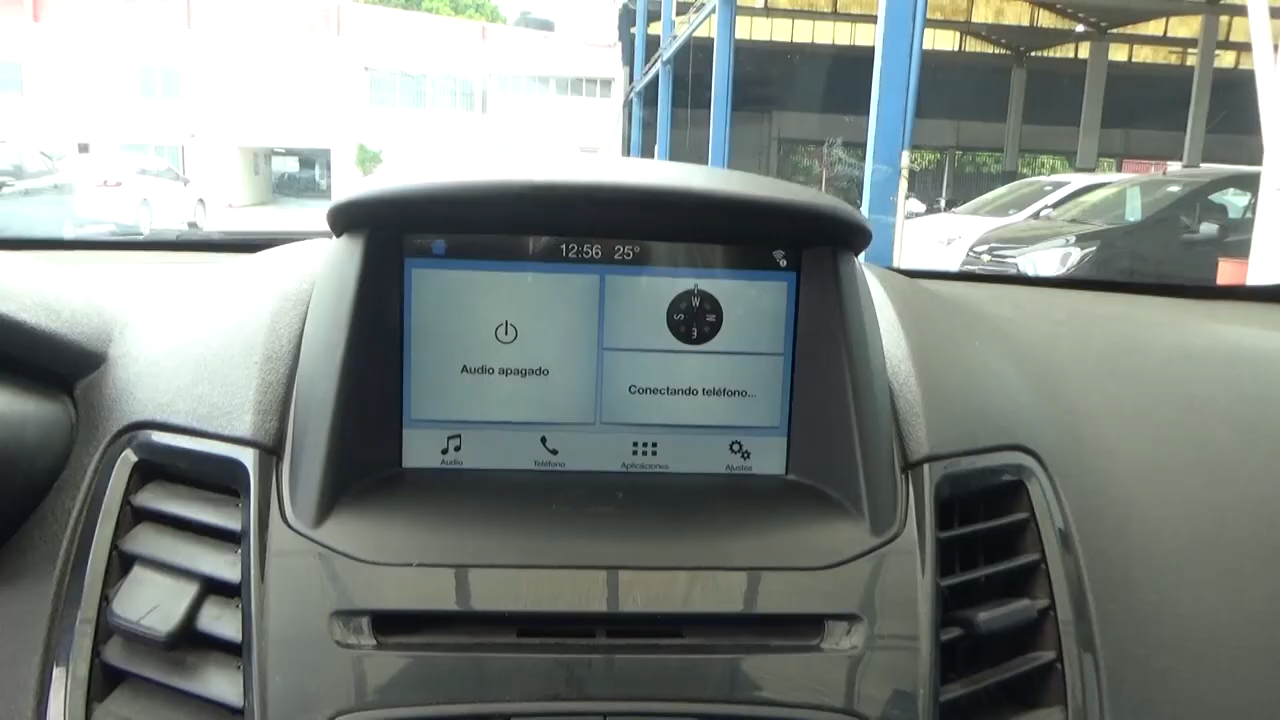 12:56 25°
Audio apagado
W
S N
E
Conectando teléfono...
Audio Teléfono Aplicaciones Ajustes